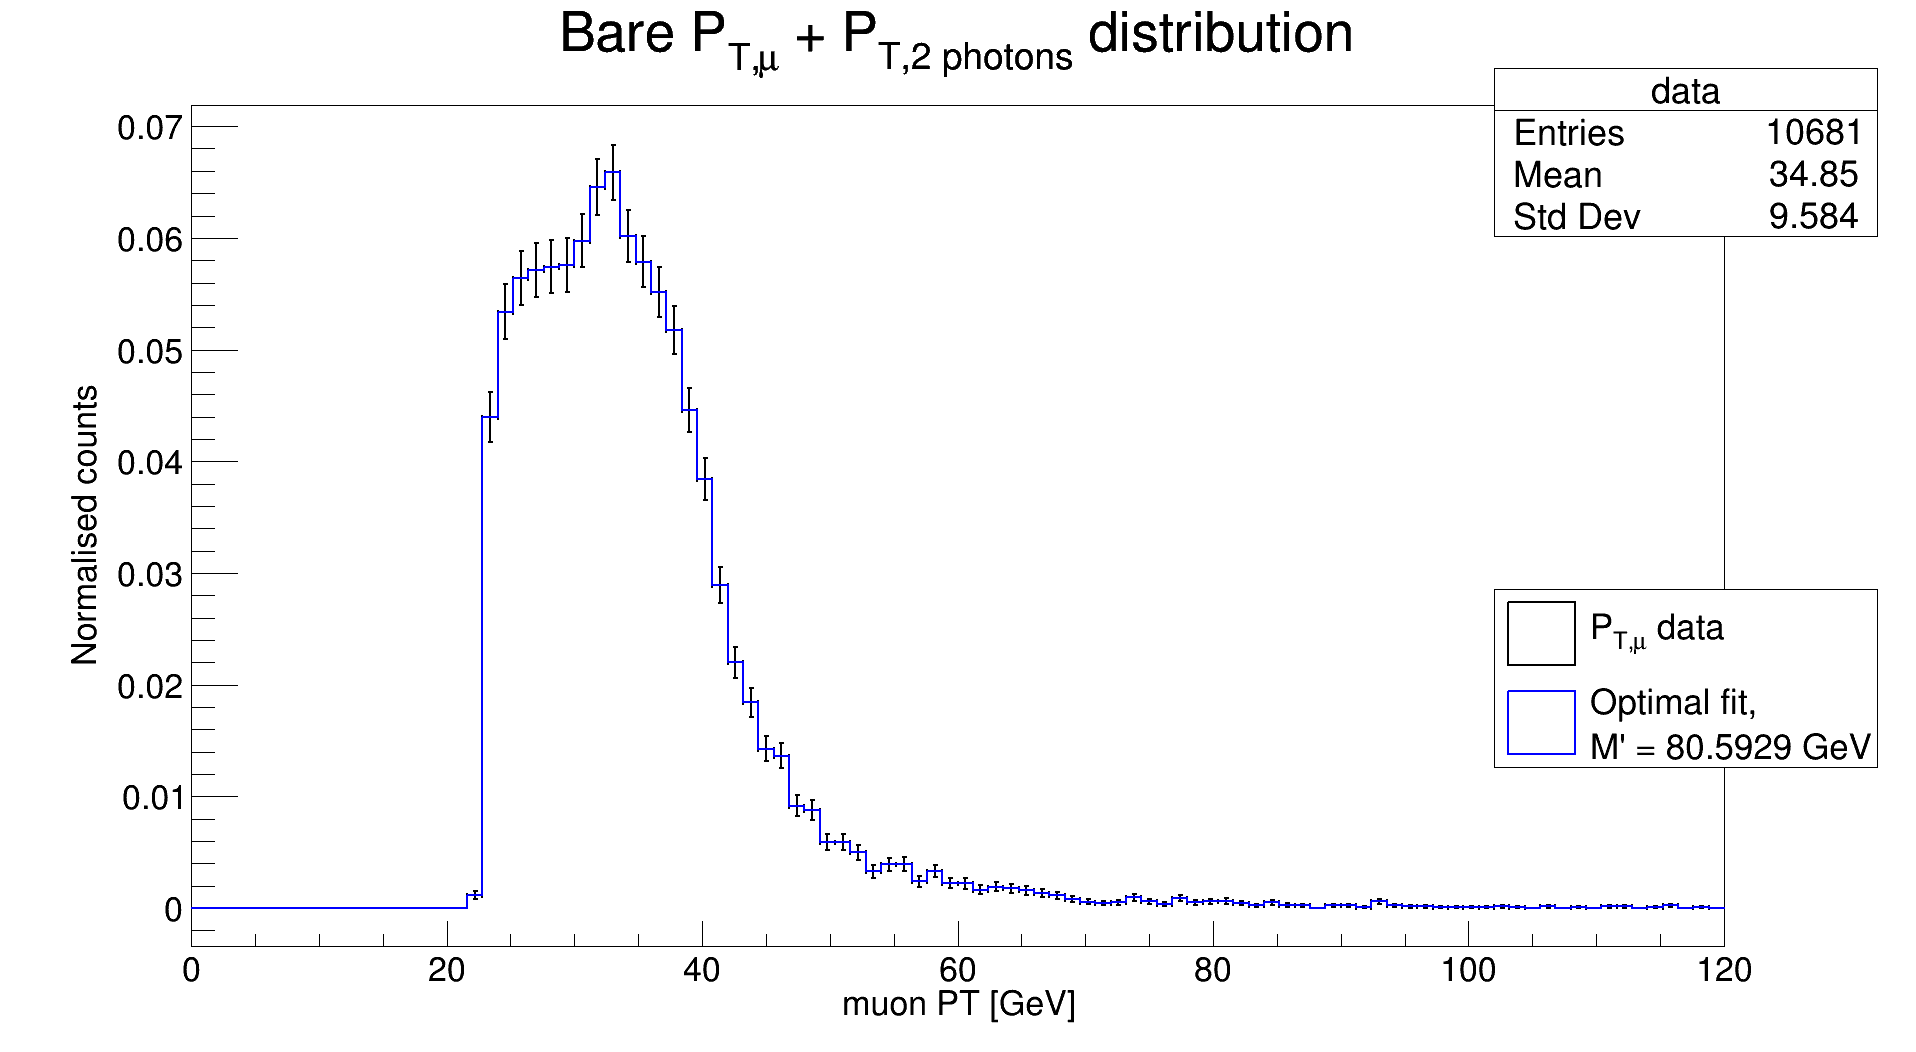 Bare P_T,μ + P_T,2 photons distribution
data
Entries 10681
Mean 34.85
Std Dev 9.584
0.07
0.06
0.05
0.04
0.03
0.02
0.01
0
Normalised counts
P_T,μ data
Optimal fit,
M' = 80.5929 GeV
0 20 40 60 80 100 120
muon PT [GeV]